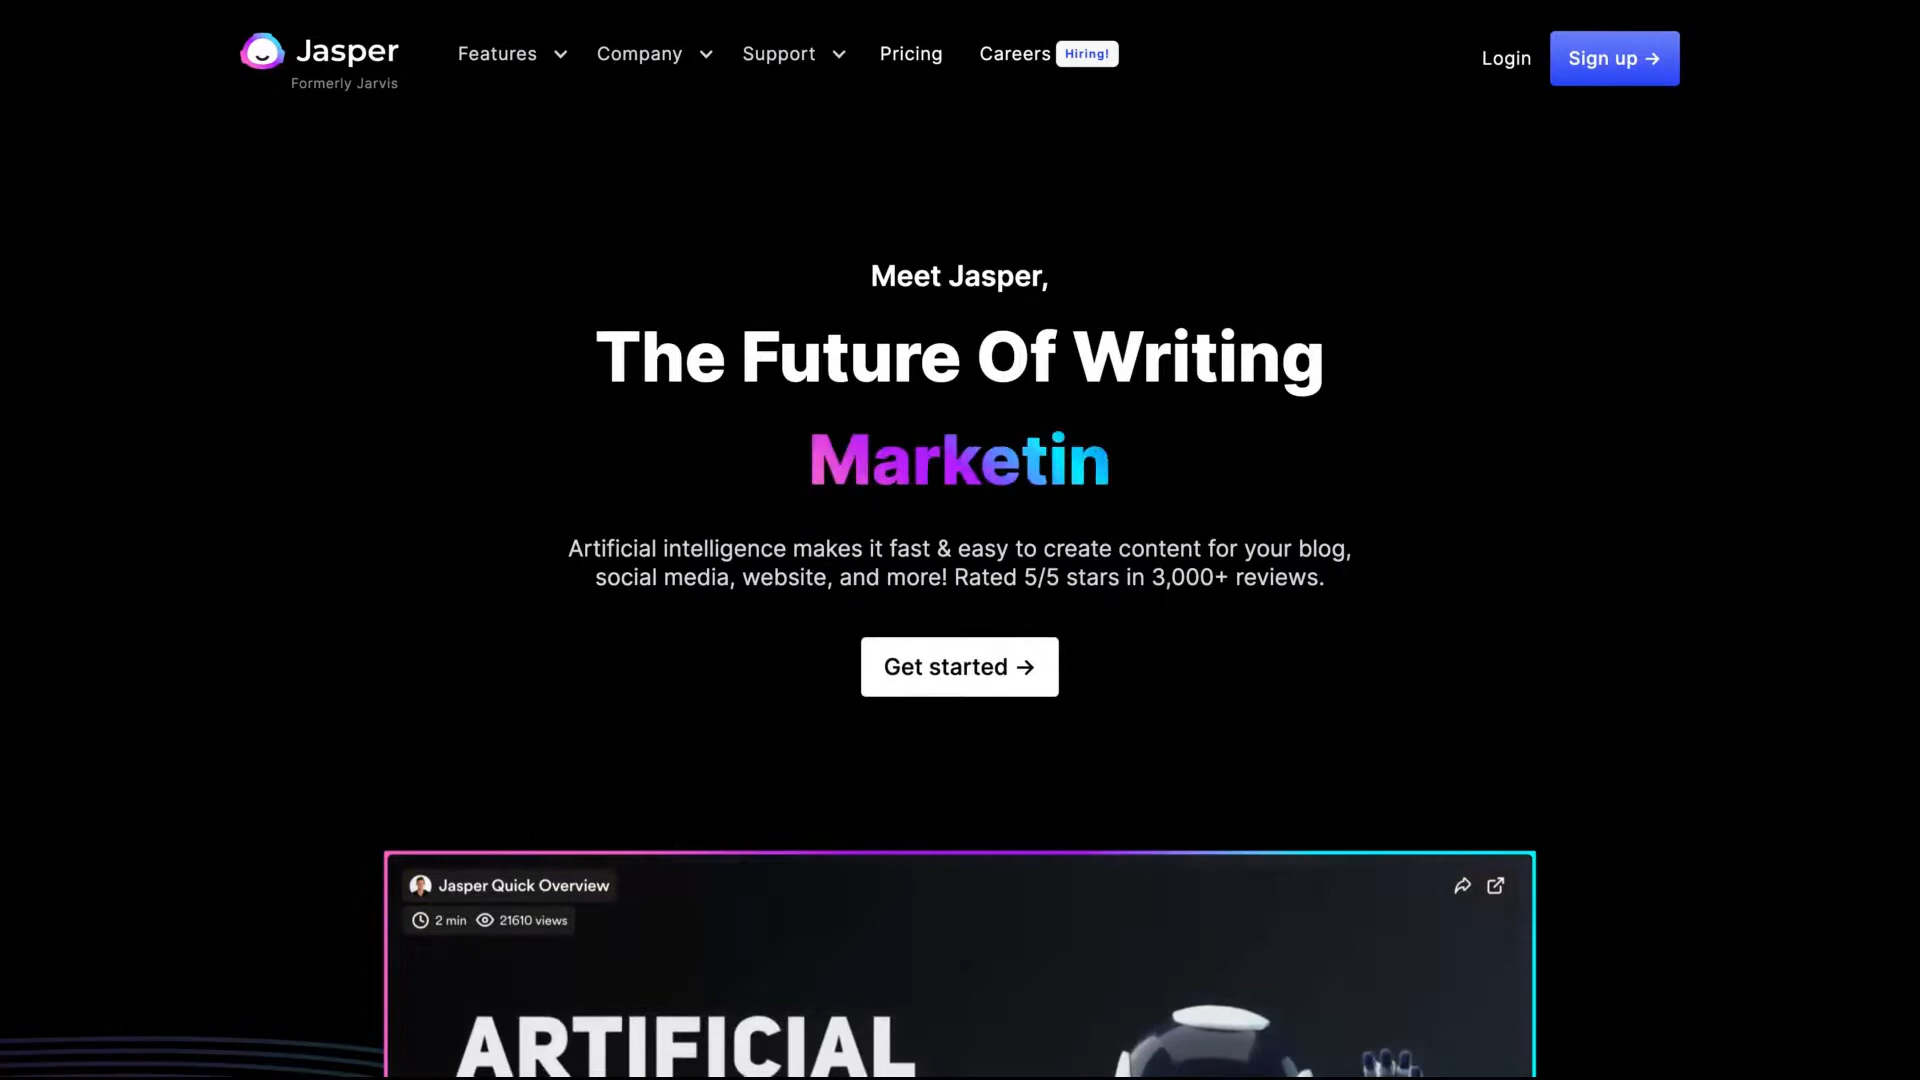 Jasper
Formerly Jarvis
Features
Company
Support
Pricing
Careers
Hiring!
Login
Sign up →
Meet Jasper,
The Future Of Writing
Marketin
Artificial intelligence makes it fast & easy to create content for your blog,
social media, website, and more! Rated 5/5 stars in 3,000+ reviews.
Get started →
Jasper Quick Overview
2 min
21610 views
ARTIFICIAL